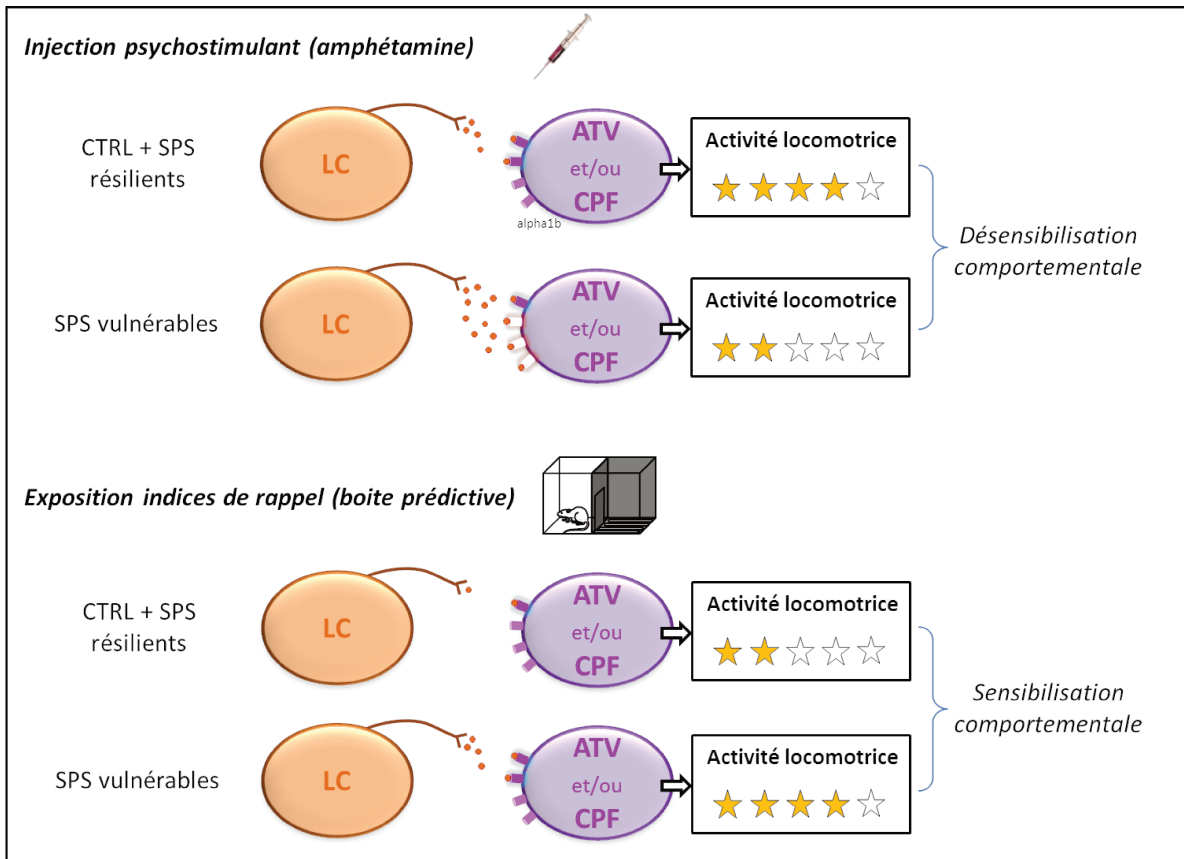 Injection psychostimulant (amphétamine)
CTRL + SPS
résilients
LC
ATV
et/ou
CPF
alpha1b
Activité locomotrice
SPS vulnérables
LC
ATV
et/ou
CPF
Activité locomotrice
Désensibilisation
comportementale
Exposition indices de rappel (boite prédictive)
CTRL + SPS
résilients
LC
ATV
et/ou
CPF
Activité locomotrice
SPS vulnérables
LC
ATV
et/ou
CPF
Activité locomotrice
Sensibilisation
comportementale